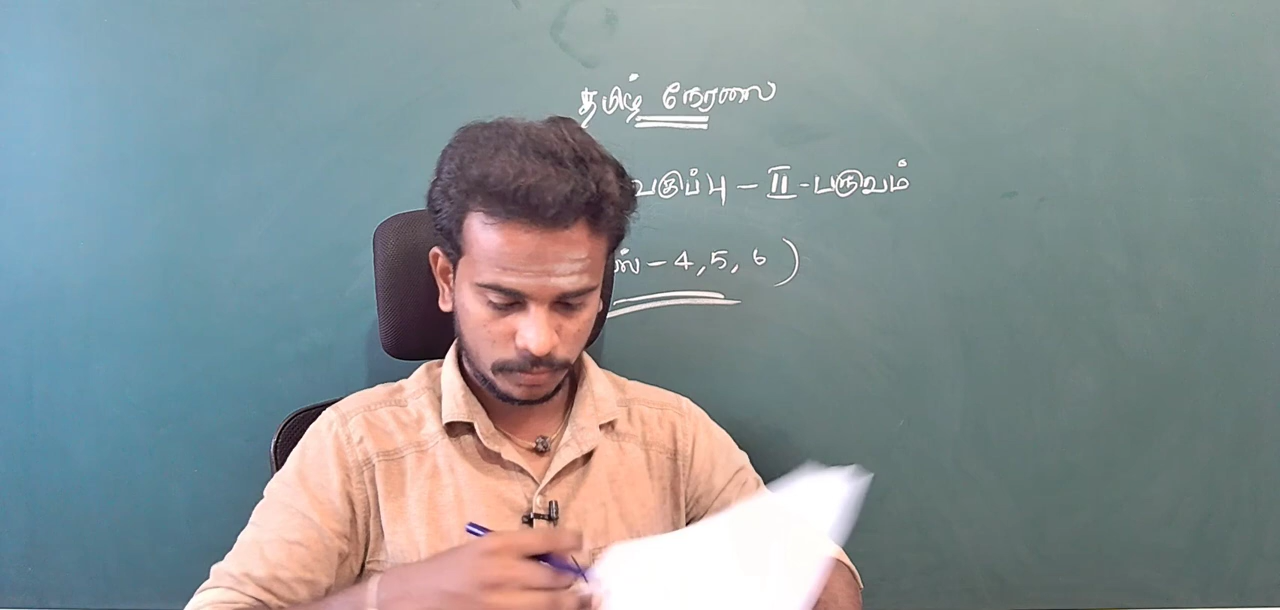 தமிழ் நேரலை
வகுப்பு - II - பருவம்
ல் - 4, 5, 6 )